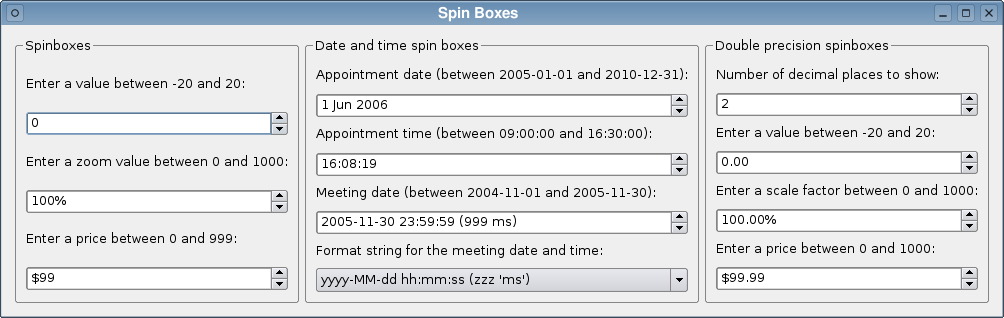 Spin Boxes
Spinboxes
Enter a value between -20 and 20:
0
Enter a zoom value between 0 and 1000:
100%
Enter a price between 0 and 999:
$99
Date and time spin boxes
Appointment date (between 2005-01-01 and 2010-12-31):
1 Jun 2006
Appointment time (between 09:00:00 and 16:30:00):
16:08:19
Meeting date (between 2004-11-01 and 2005-11-30):
2005-11-30 23:59:59 (999 ms)
Format string for the meeting date and time:
yyyy-MM-dd hh:mm:ss (zzz 'ms')
Double precision spinboxes
Number of decimal places to show:
2
Enter a value between -20 and 20:
0.00
Enter a scale factor between 0 and 1000:
100.00%
Enter a price between 0 and 1000:
$99.99